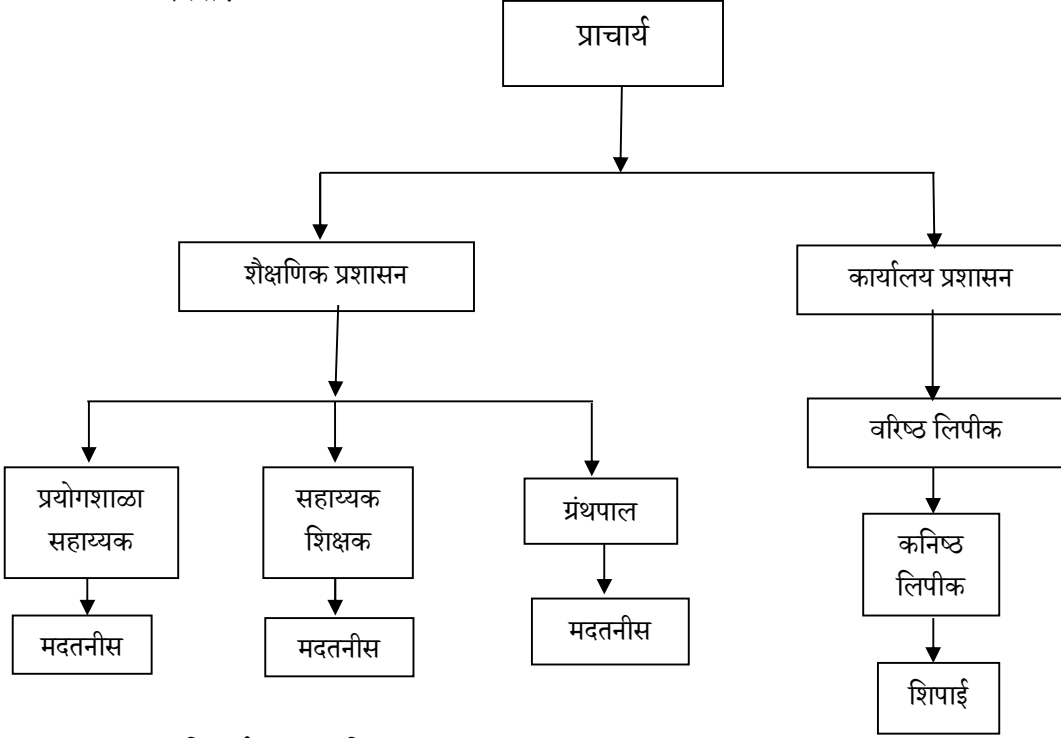 प्राचार्य
शैक्षणिक प्रशासन
कार्यालय प्रशासन
वरिष्ठ लिपीक
प्रयोगशाळा
सहाय्यक
सहाय्यक
शिक्षक
ग्रंथपाल
कनिष्ठ
लिपीक
मदतनीस
मदतनीस
मदतनीस
शिपाई